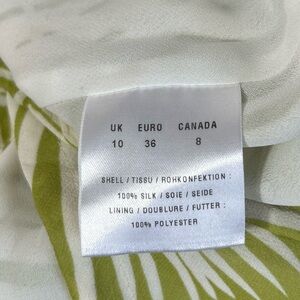 UK EURO CANADA
10 36 8
SHELL / TISSU / ROHKONFEKTION :
100% SILK / SOIE / SEIDE
LINING / DOUBLURE / FUTTER :
100% POLYESTER